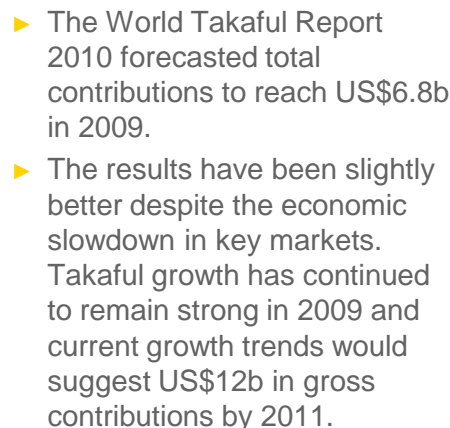 ► The World Takaful Report
2010 forecasted total
contributions to reach US$6.8b
in 2009.
► The results have been slightly
better despite the economic
slowdown in key markets.
Takaful growth has continued
to remain strong in 2009 and
current growth trends would
suggest US$12b in gross
contributions by 2011.